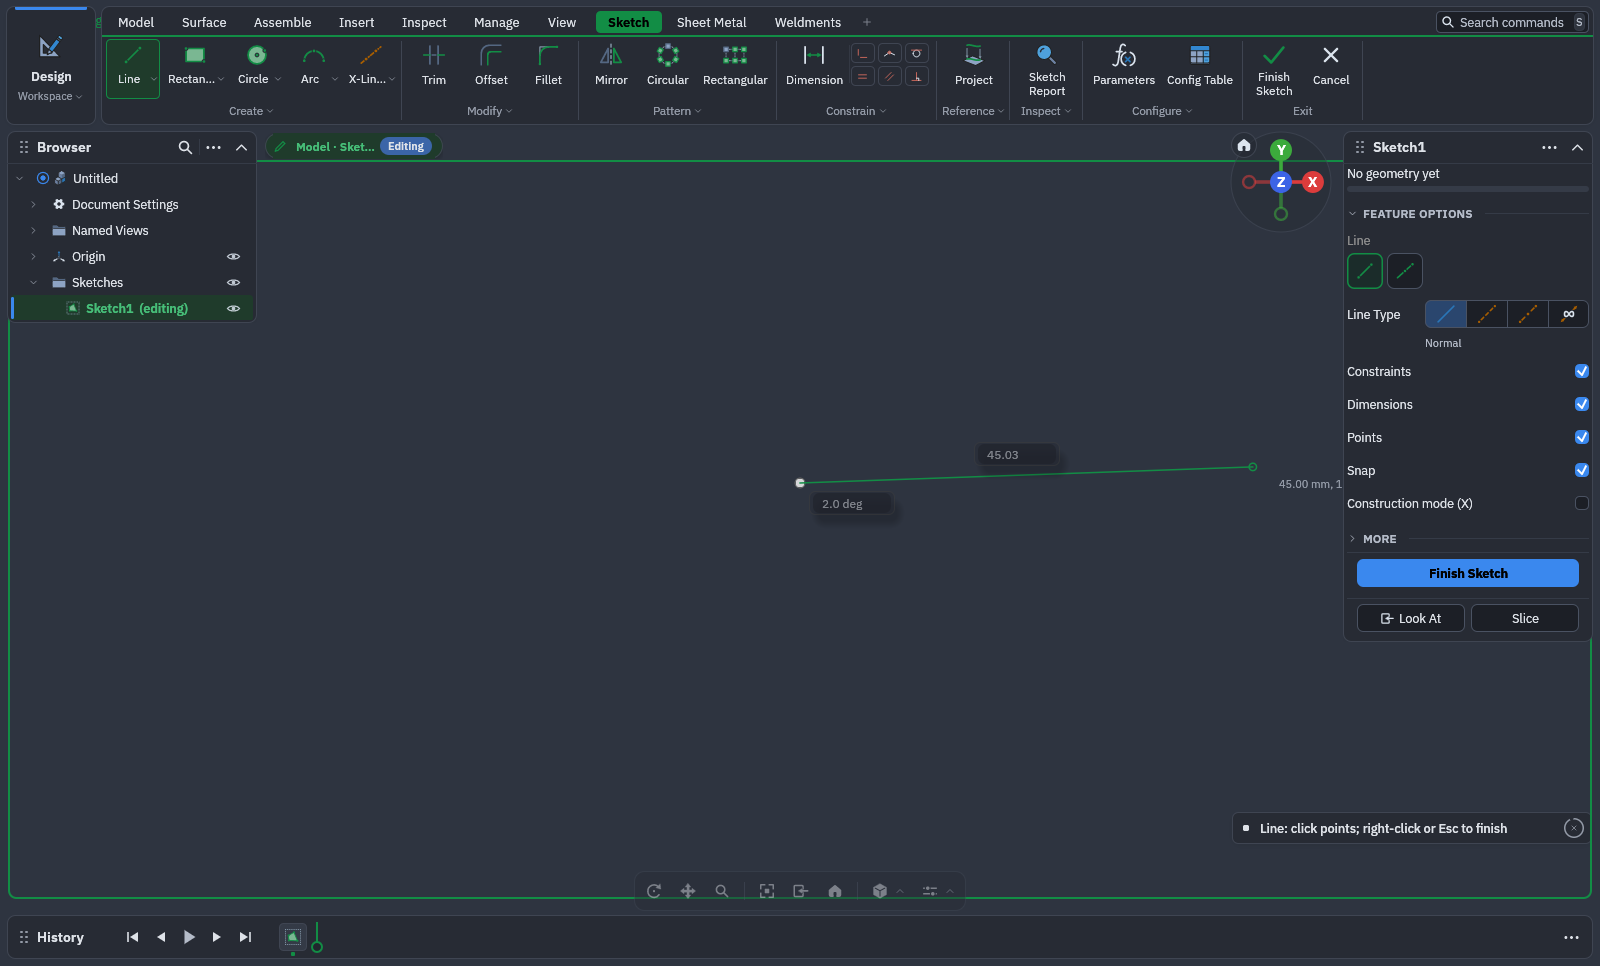 Design
Workspace
Model Surface Assemble Insert Inspect Manage View Sketch Sheet Metal Weldments +
Search commands S
Line Rectan... Circle Arc X-Lin...
Create
Trim Offset Fillet
Modify
Mirror Circular Rectangular
Pattern
Dimension
Constrain
Project
Reference
Sketch Report
Inspect
Parameters Config Table
Configure
Finish Sketch Cancel
Exit
Browser
Untitled
Document Settings
Named Views
Origin
Sketches
Sketch1 (editing)
Model · Sket... Editing
Y
Z X
45.03
2.0 deg
45.00 mm, 1
Sketch1
No geometry yet
FEATURE OPTIONS
Line
Line Type
Normal
Constraints
Dimensions
Points
Snap
Construction mode (X)
MORE
Finish Sketch
Look At Slice
Line: click points; right-click or Esc to finish
History